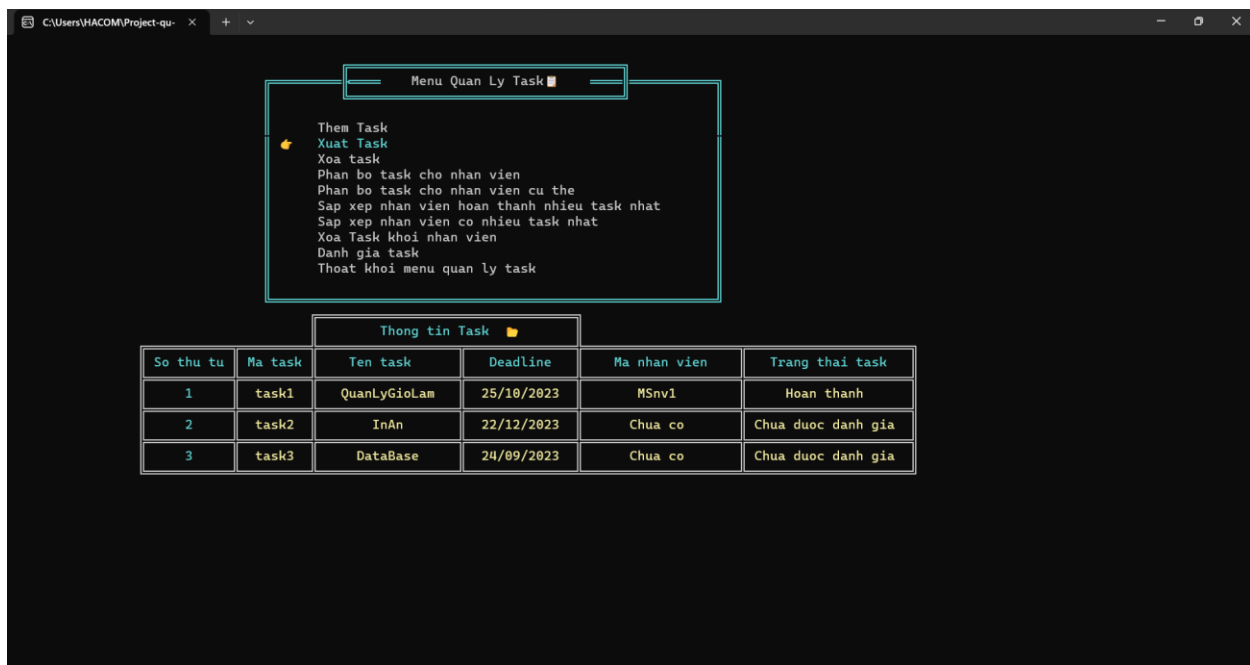 C:\Users\HACOM\Project-qu-
Menu Quan Ly Task
Them Task
Xuat Task
Xoa task
Phan bo task cho nhan vien
Phan bo task cho nhan vien cu the
Sap xep nhan vien hoan thanh nhieu task nhat
Sap xep nhan vien co nhieu task nhat
Xoa Task khoi nhan vien
Danh gia task
Thoat khoi menu quan ly task
Thong tin Task
So thu tu Ma task Ten task Deadline Ma nhan vien Trang thai task
1 task1 QuanLyGioLam 25/10/2023 MSnv1 Hoan thanh
2 task2 InAn 22/12/2023 Chua co Chua duoc danh gia
3 task3 DataBase 24/09/2023 Chua co Chua duoc danh gia